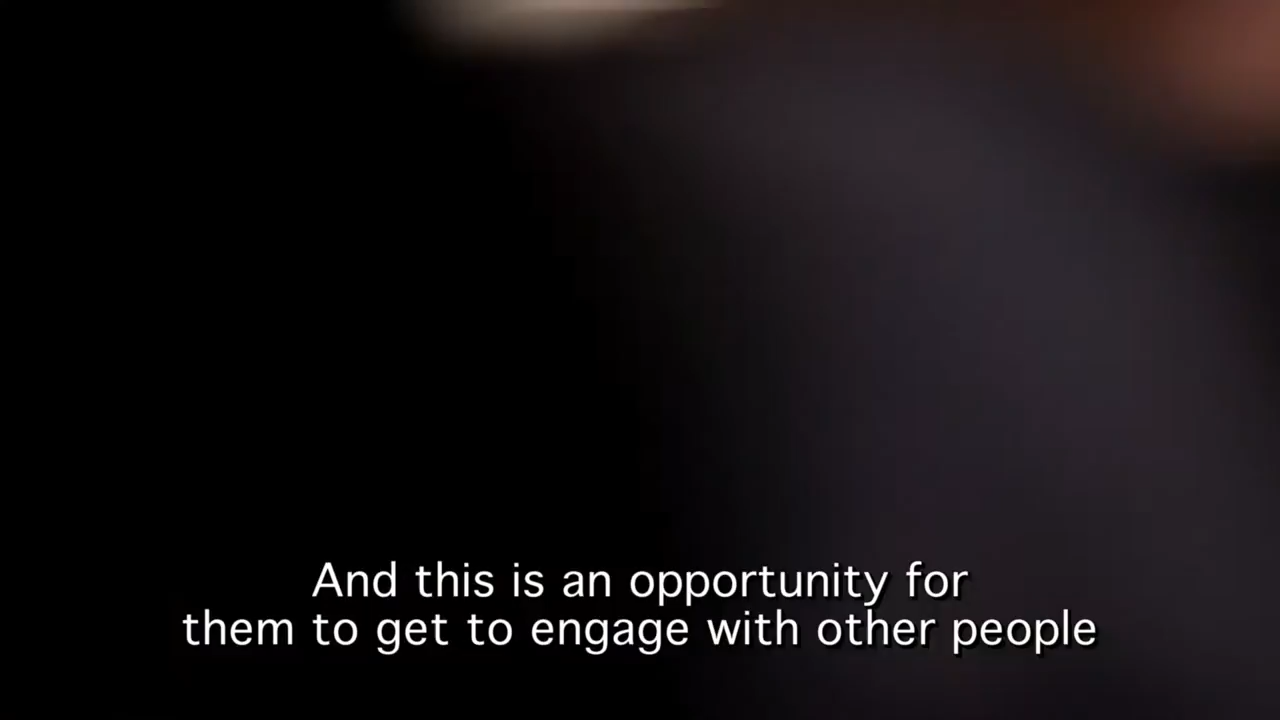 And this is an opportunity for
them to get to engage with other people